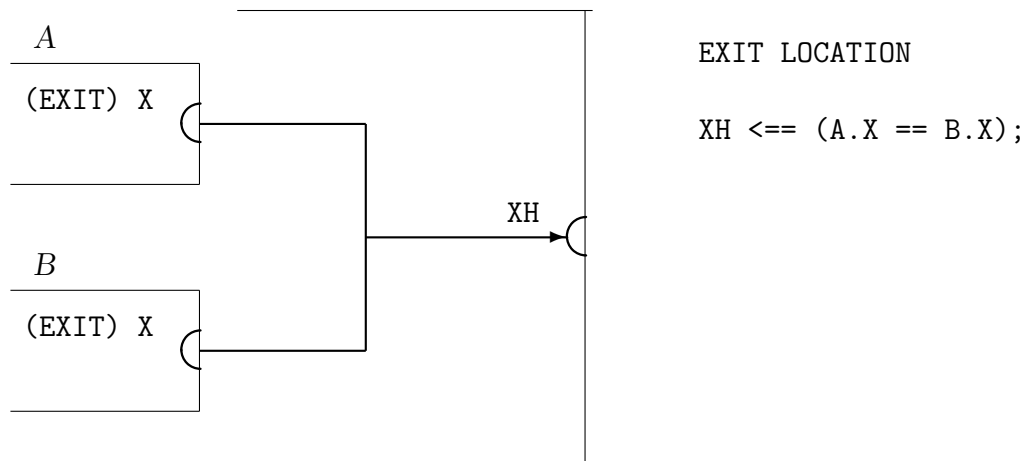 A
(EXIT) X
XH
B
(EXIT) X
EXIT LOCATION
XH <== (A.X == B.X);